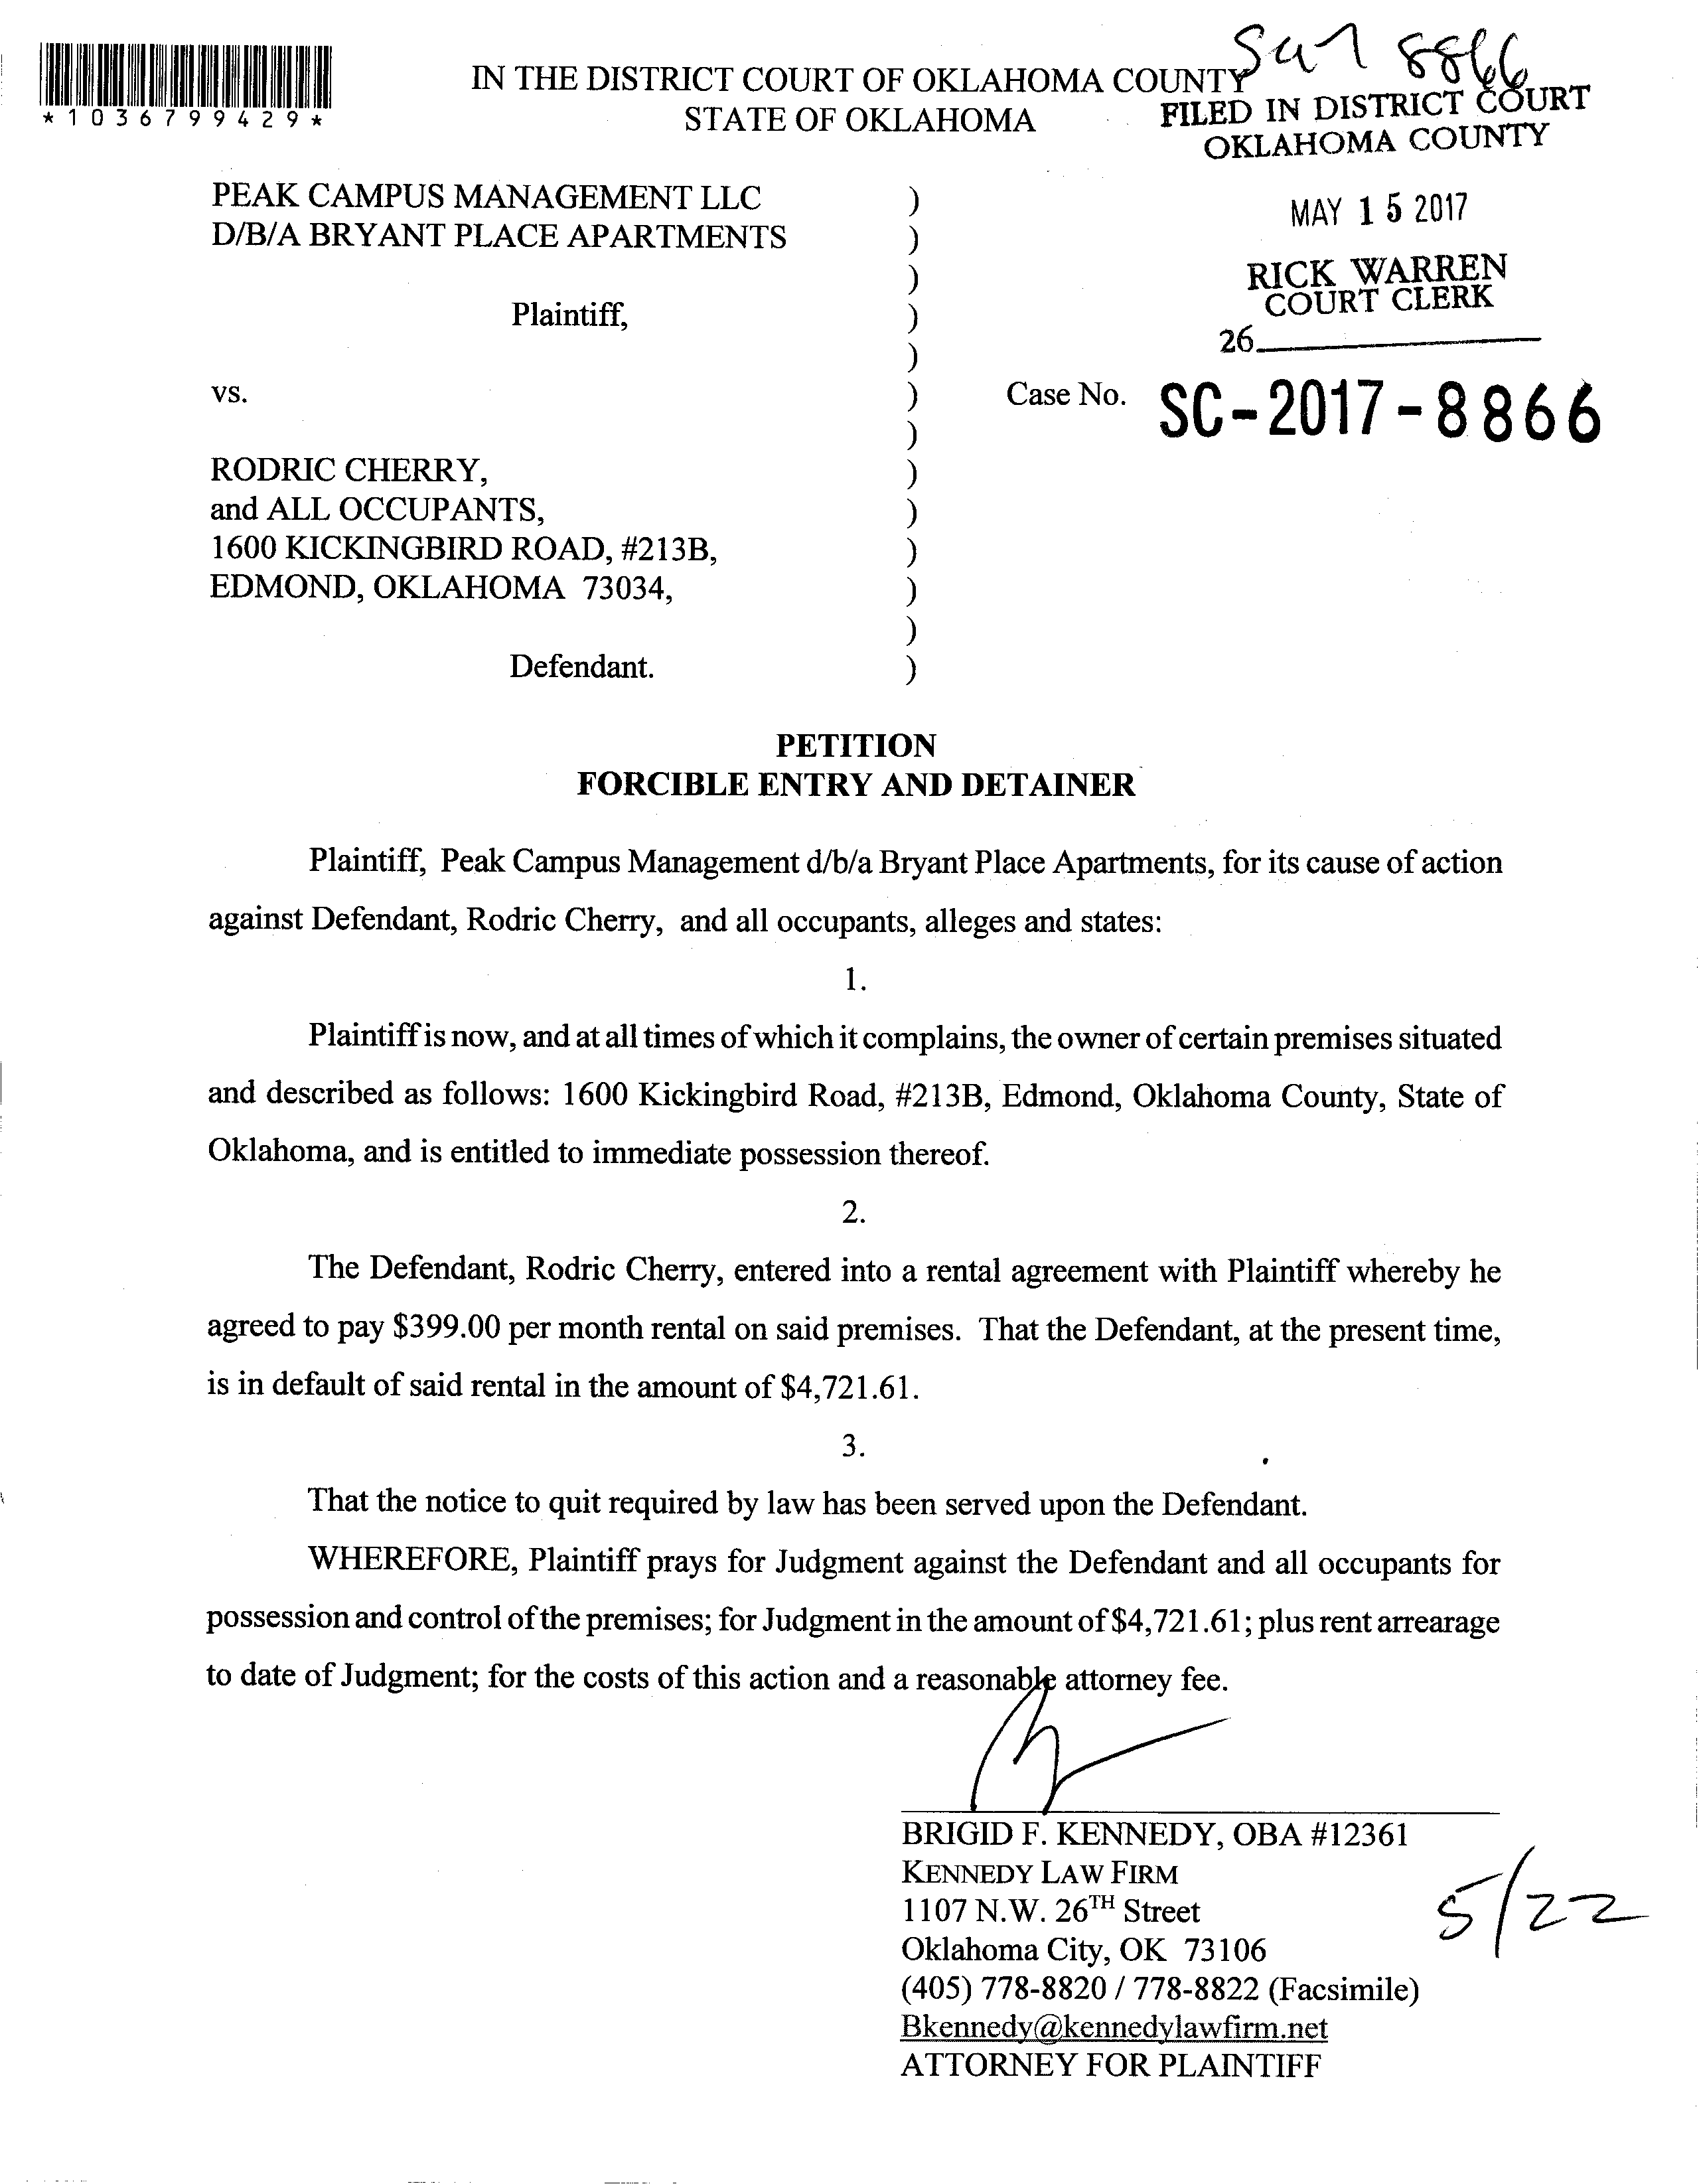 SC17 8866
IN THE DISTRICT COURT OF OKLAHOMA COUNTY
STATE OF OKLAHOMA
*1036799429*
FILED IN DISTRICT COURT
OKLAHOMA COUNTY
MAY 15 2017
RICK WARREN
COURT CLERK
26
PEAK CAMPUS MANAGEMENT LLC )
D/B/A BRYANT PLACE APARTMENTS )
)
Plaintiff, )
)
vs. ) Case No. SC-2017-8866
)
RODRIC CHERRY, )
and ALL OCCUPANTS, )
1600 KICKINGBIRD ROAD, #213B, )
EDMOND, OKLAHOMA 73034, )
)
Defendant. )
PETITION
FORCIBLE ENTRY AND DETAINER
Plaintiff, Peak Campus Management d/b/a Bryant Place Apartments, for its cause of action
against Defendant, Rodric Cherry, and all occupants, alleges and states:
1.
Plaintiff is now, and at all times of which it complains, the owner of certain premises situated
and described as follows: 1600 Kickingbird Road, #213B, Edmond, Oklahoma County, State of
Oklahoma, and is entitled to immediate possession thereof.
2.
The Defendant, Rodric Cherry, entered into a rental agreement with Plaintiff whereby he
agreed to pay $399.00 per month rental on said premises. That the Defendant, at the present time,
is in default of said rental in the amount of $4,721.61.
3.
That the notice to quit required by law has been served upon the Defendant.
WHEREFORE, Plaintiff prays for Judgment against the Defendant and all occupants for
possession and control of the premises; for Judgment in the amount of $4,721.61; plus rent arrearage
to date of Judgment; for the costs of this action and a reasonable attorney fee.
BRIGID F. KENNEDY, OBA #12361
KENNEDY LAW FIRM
1107 N.W. 26TH Street
Oklahoma City, OK 73106
(405) 778-8820 / 778-8822 (Facsimile)
Bkennedy@kennedylawfirm.net
ATTORNEY FOR PLAINTIFF
5/22